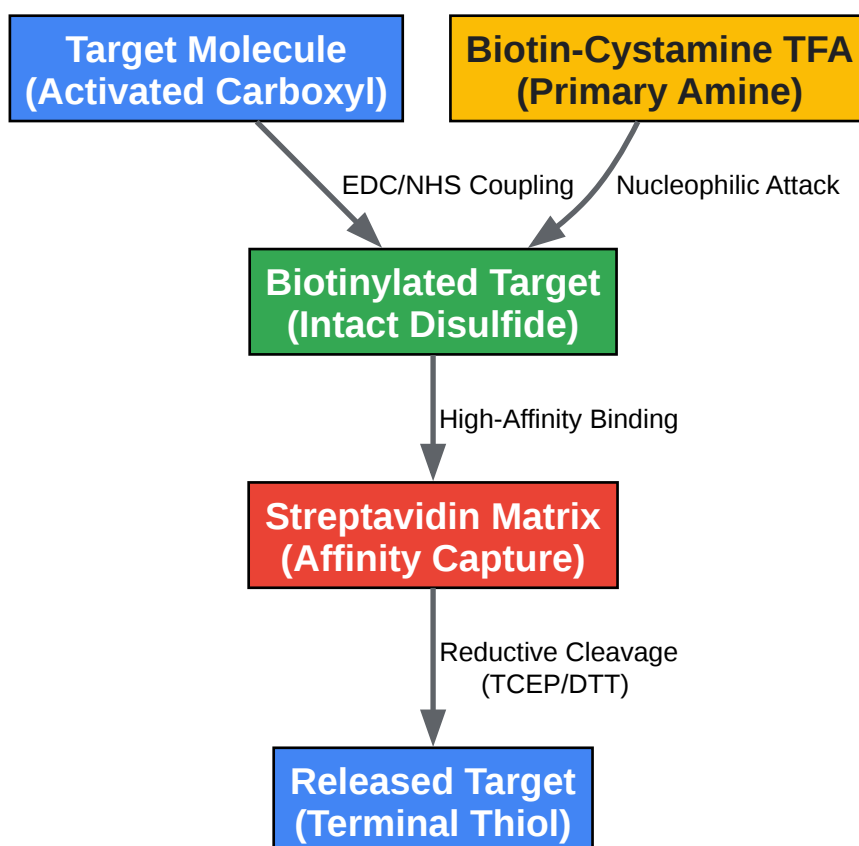 Target Molecule
(Activated Carboxyl)
Biotin-Cystamine TFA
(Primary Amine)
EDC/NHS Coupling
Nucleophilic Attack
Biotinylated Target
(Intact Disulfide)
High-Affinity Binding
Streptavidin Matrix
(Affinity Capture)
Reductive Cleavage
(TCEP/DTT)
Released Target
(Terminal Thiol)